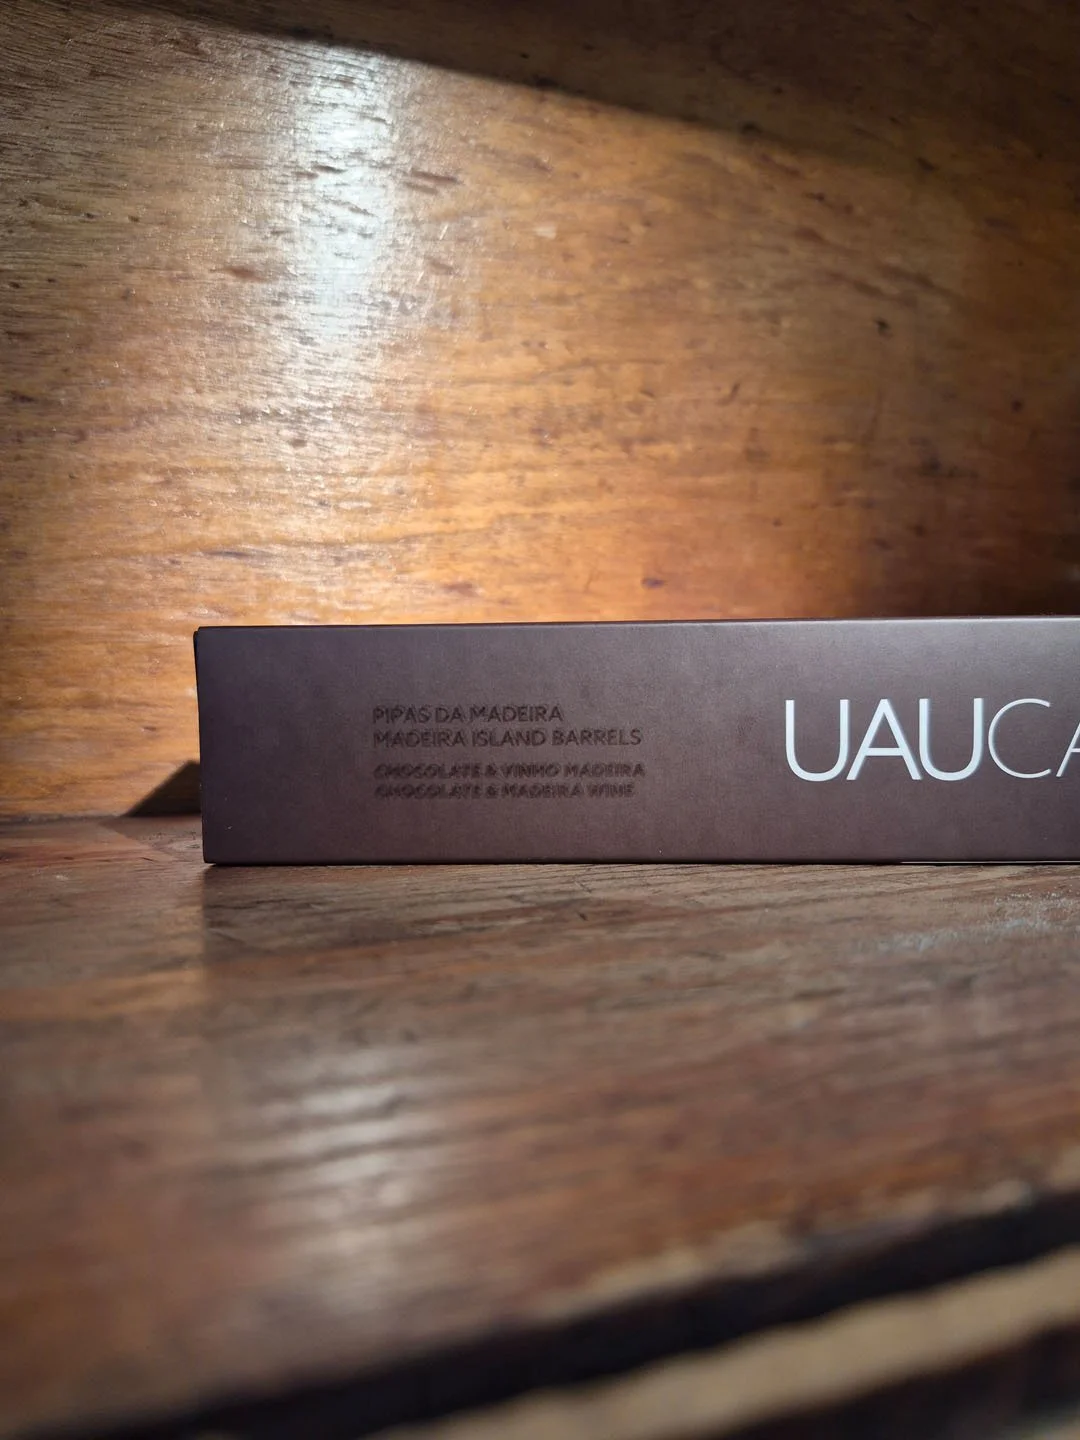 PIPAS DA MADEIRA
MADEIRA ISLAND BARRELS
CHOCOLATE & VINHO MADEIRA
CHOCOLATE & MADEIRA WINE
UAUCA